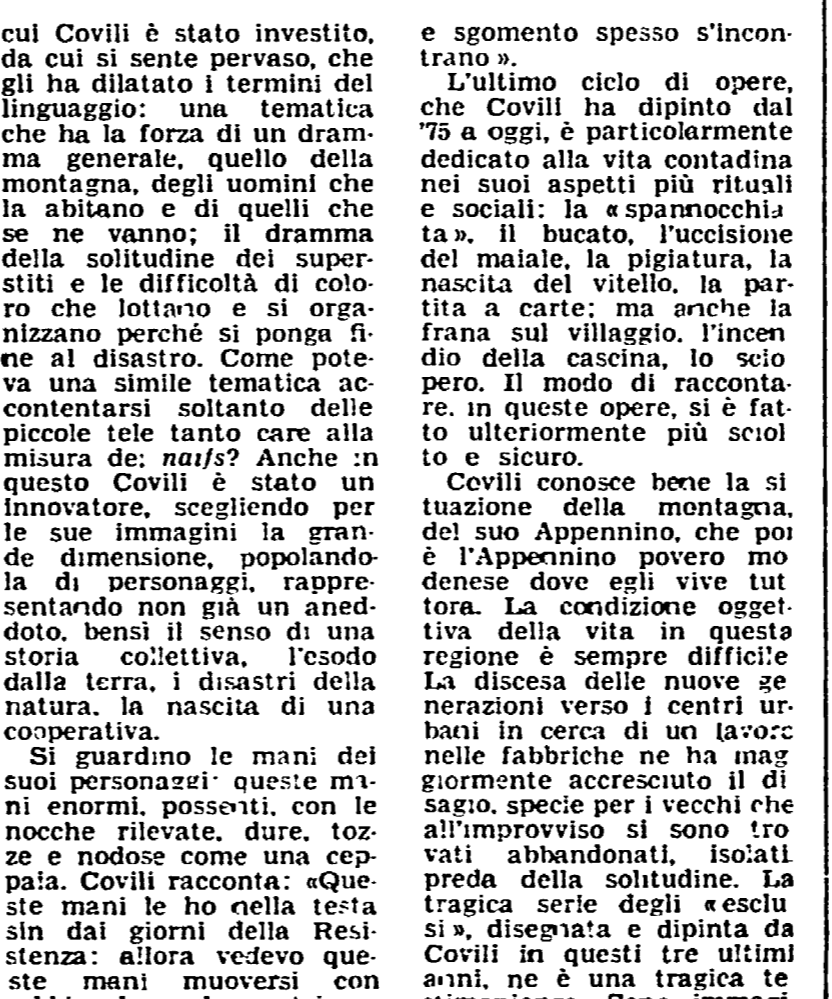 cui Covili è stato investito,
da cui si sente pervaso, che
gli ha dilatato i termini del
linguaggio: una tematica
che ha la forza di un dram-
ma generale, quello della
montagna, degli uomini che
la abitano e di quelli che
se ne vanno; il dramma
della solitudine dei super-
stiti e le difficoltà di colo-
ro che lottano e si orga-
nizzano perché si ponga fi-
ne al disastro. Come pote-
va una simile tematica ac-
contentarsi soltanto delle
piccole tele tanto care alla
misura dei naifs? Anche in
questo Covili è stato un
innovatore, scegliendo per
le sue immagini la gran-
de dimensione, popolando-
la di personaggi, rappre-
sentando non già un aned-
doto, bensì il senso di una
storia collettiva, l'esodo
dalla terra, i disastri della
natura, la nascita di una
cooperativa.
Si guardino le mani dei
suoi personaggi: queste ma-
ni enormi, possenti, con le
nocche rilevate, dure, toz-
ze e nodose come una cep-
paia. Covili racconta: «Que-
ste mani le ho nella testa
sin dai giorni della Resi-
stenza: allora vedevo que-
ste mani muoversi con
e sgomento spesso s'incon-
trano».
L'ultimo ciclo di opere,
che Covili ha dipinto dal
'75 a oggi, è particolarmente
dedicato alla vita contadina
nei suoi aspetti più rituali
e sociali: la «spannocchia
ta», il bucato, l'uccisione
del maiale, la pigiatura, la
nascita del vitello, la par-
tita a carte; ma anche la
frana sul villaggio, l'incen
dio della cascina, lo scio
pero. Il modo di racconta-
re, in queste opere, si è fat-
to ulteriormente più sciol
to e sicuro.
Covili conosce bene la si
tuazione della montagna,
del suo Appennino, che poi
è l'Appennino povero mo
denese dove egli vive tut
tora. La condizione ogget-
tiva della vita in questa
regione è sempre difficile
La discesa delle nuove ge
nerazioni verso i centri ur-
bani in cerca di un lavoro
nelle fabbriche ne ha mag
giormente accresciuto il di
sagio, specie per i vecchi che
all'improvviso si sono tro
vati abbandonati, isolati
preda della solitudine. La
tragica serie degli «esclu
si», disegnata e dipinta da
Covili in questi tre ultimi
anni, ne è una tragica te